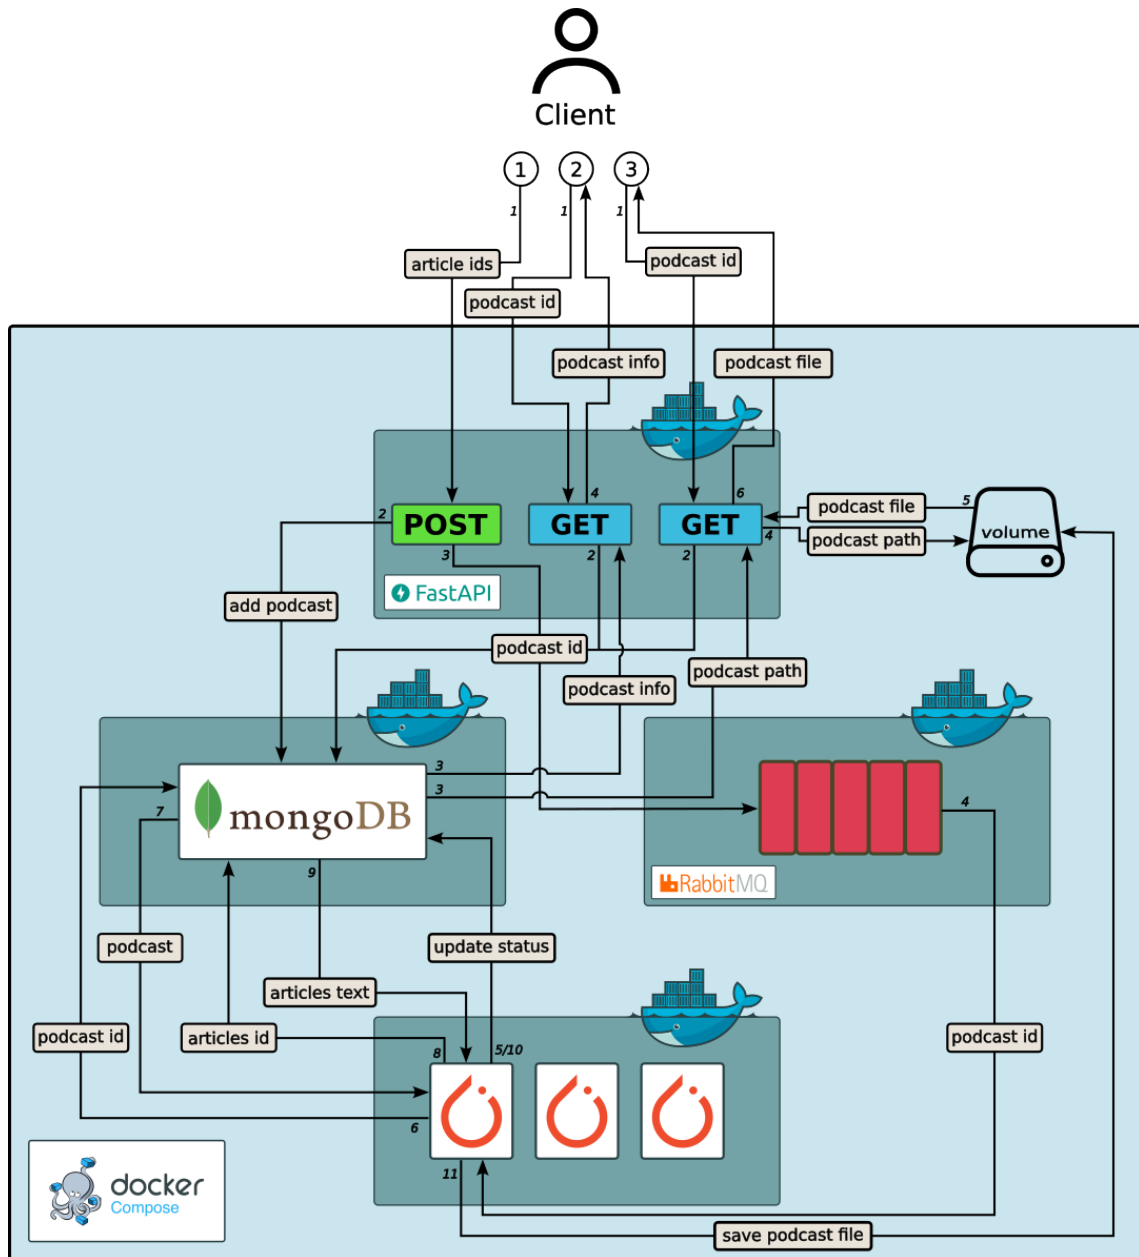 Client
1
2
3
1
1
1
article ids
podcast id
podcast id
podcast info
podcast file
2
POST
3
4
GET
2
6
GET
2
4
podcast file
5
podcast path
volume
FastAPI
add podcast
podcast id
podcast info
podcast path
3
3
7
mongoDB
9
4
RabbitMQ
podcast
update status
articles text
podcast id
articles id
podcast id
8
5/10
6
11
docker
Compose
save podcast file